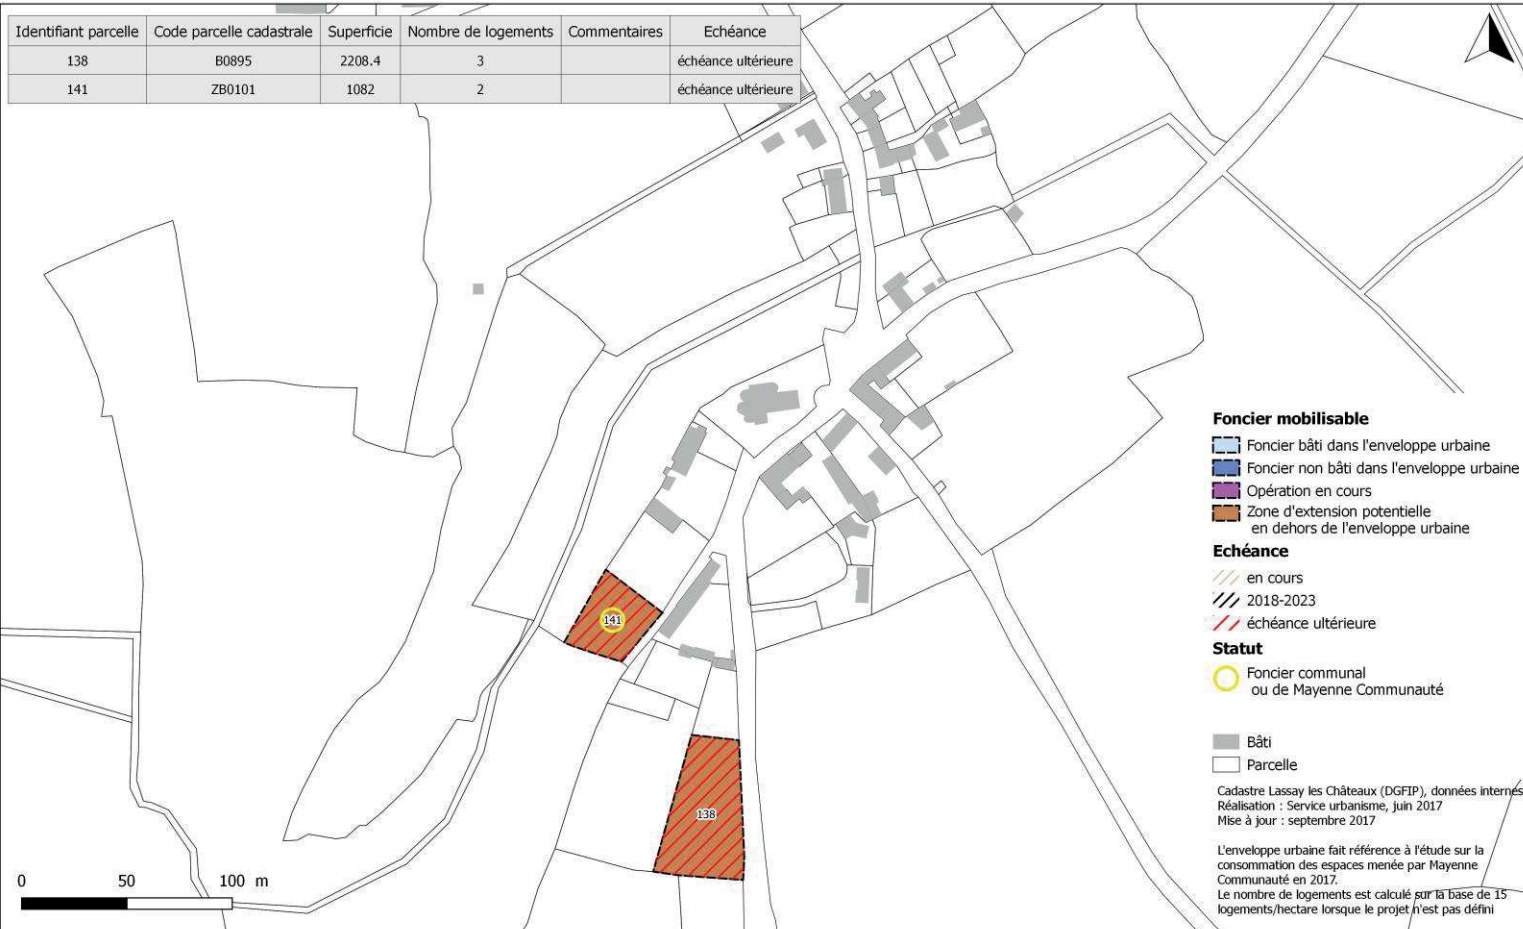 Identifiant parcelle Code parcelle cadastrale Superficie Nombre de logements Commentaires Echéance
138 B0895 2208.4 3 échéance ultérieure
141 ZB0101 1082 2 échéance ultérieure
141
138
Foncier mobilisable
Foncier bâti dans l'enveloppe urbaine
Foncier non bâti dans l'enveloppe urbaine
Opération en cours
Zone d'extension potentielle
en dehors de l'enveloppe urbaine
Echéance
en cours
2018-2023
échéance ultérieure
Statut
Foncier communal
ou de Mayenne Communauté
Bâti
Parcelle
Cadastre Lassay les Châteaux (DGFIP), données internes
Réalisation : Service urbanisme, juin 2017
Mise à jour : septembre 2017
L'enveloppe urbaine fait référence à l'étude sur la
consommation des espaces menée par Mayenne
Communauté en 2017.
Le nombre de logements est calculé sur la base de 15
logements/hectare lorsque le projet n'est pas défini
0 50 100 m